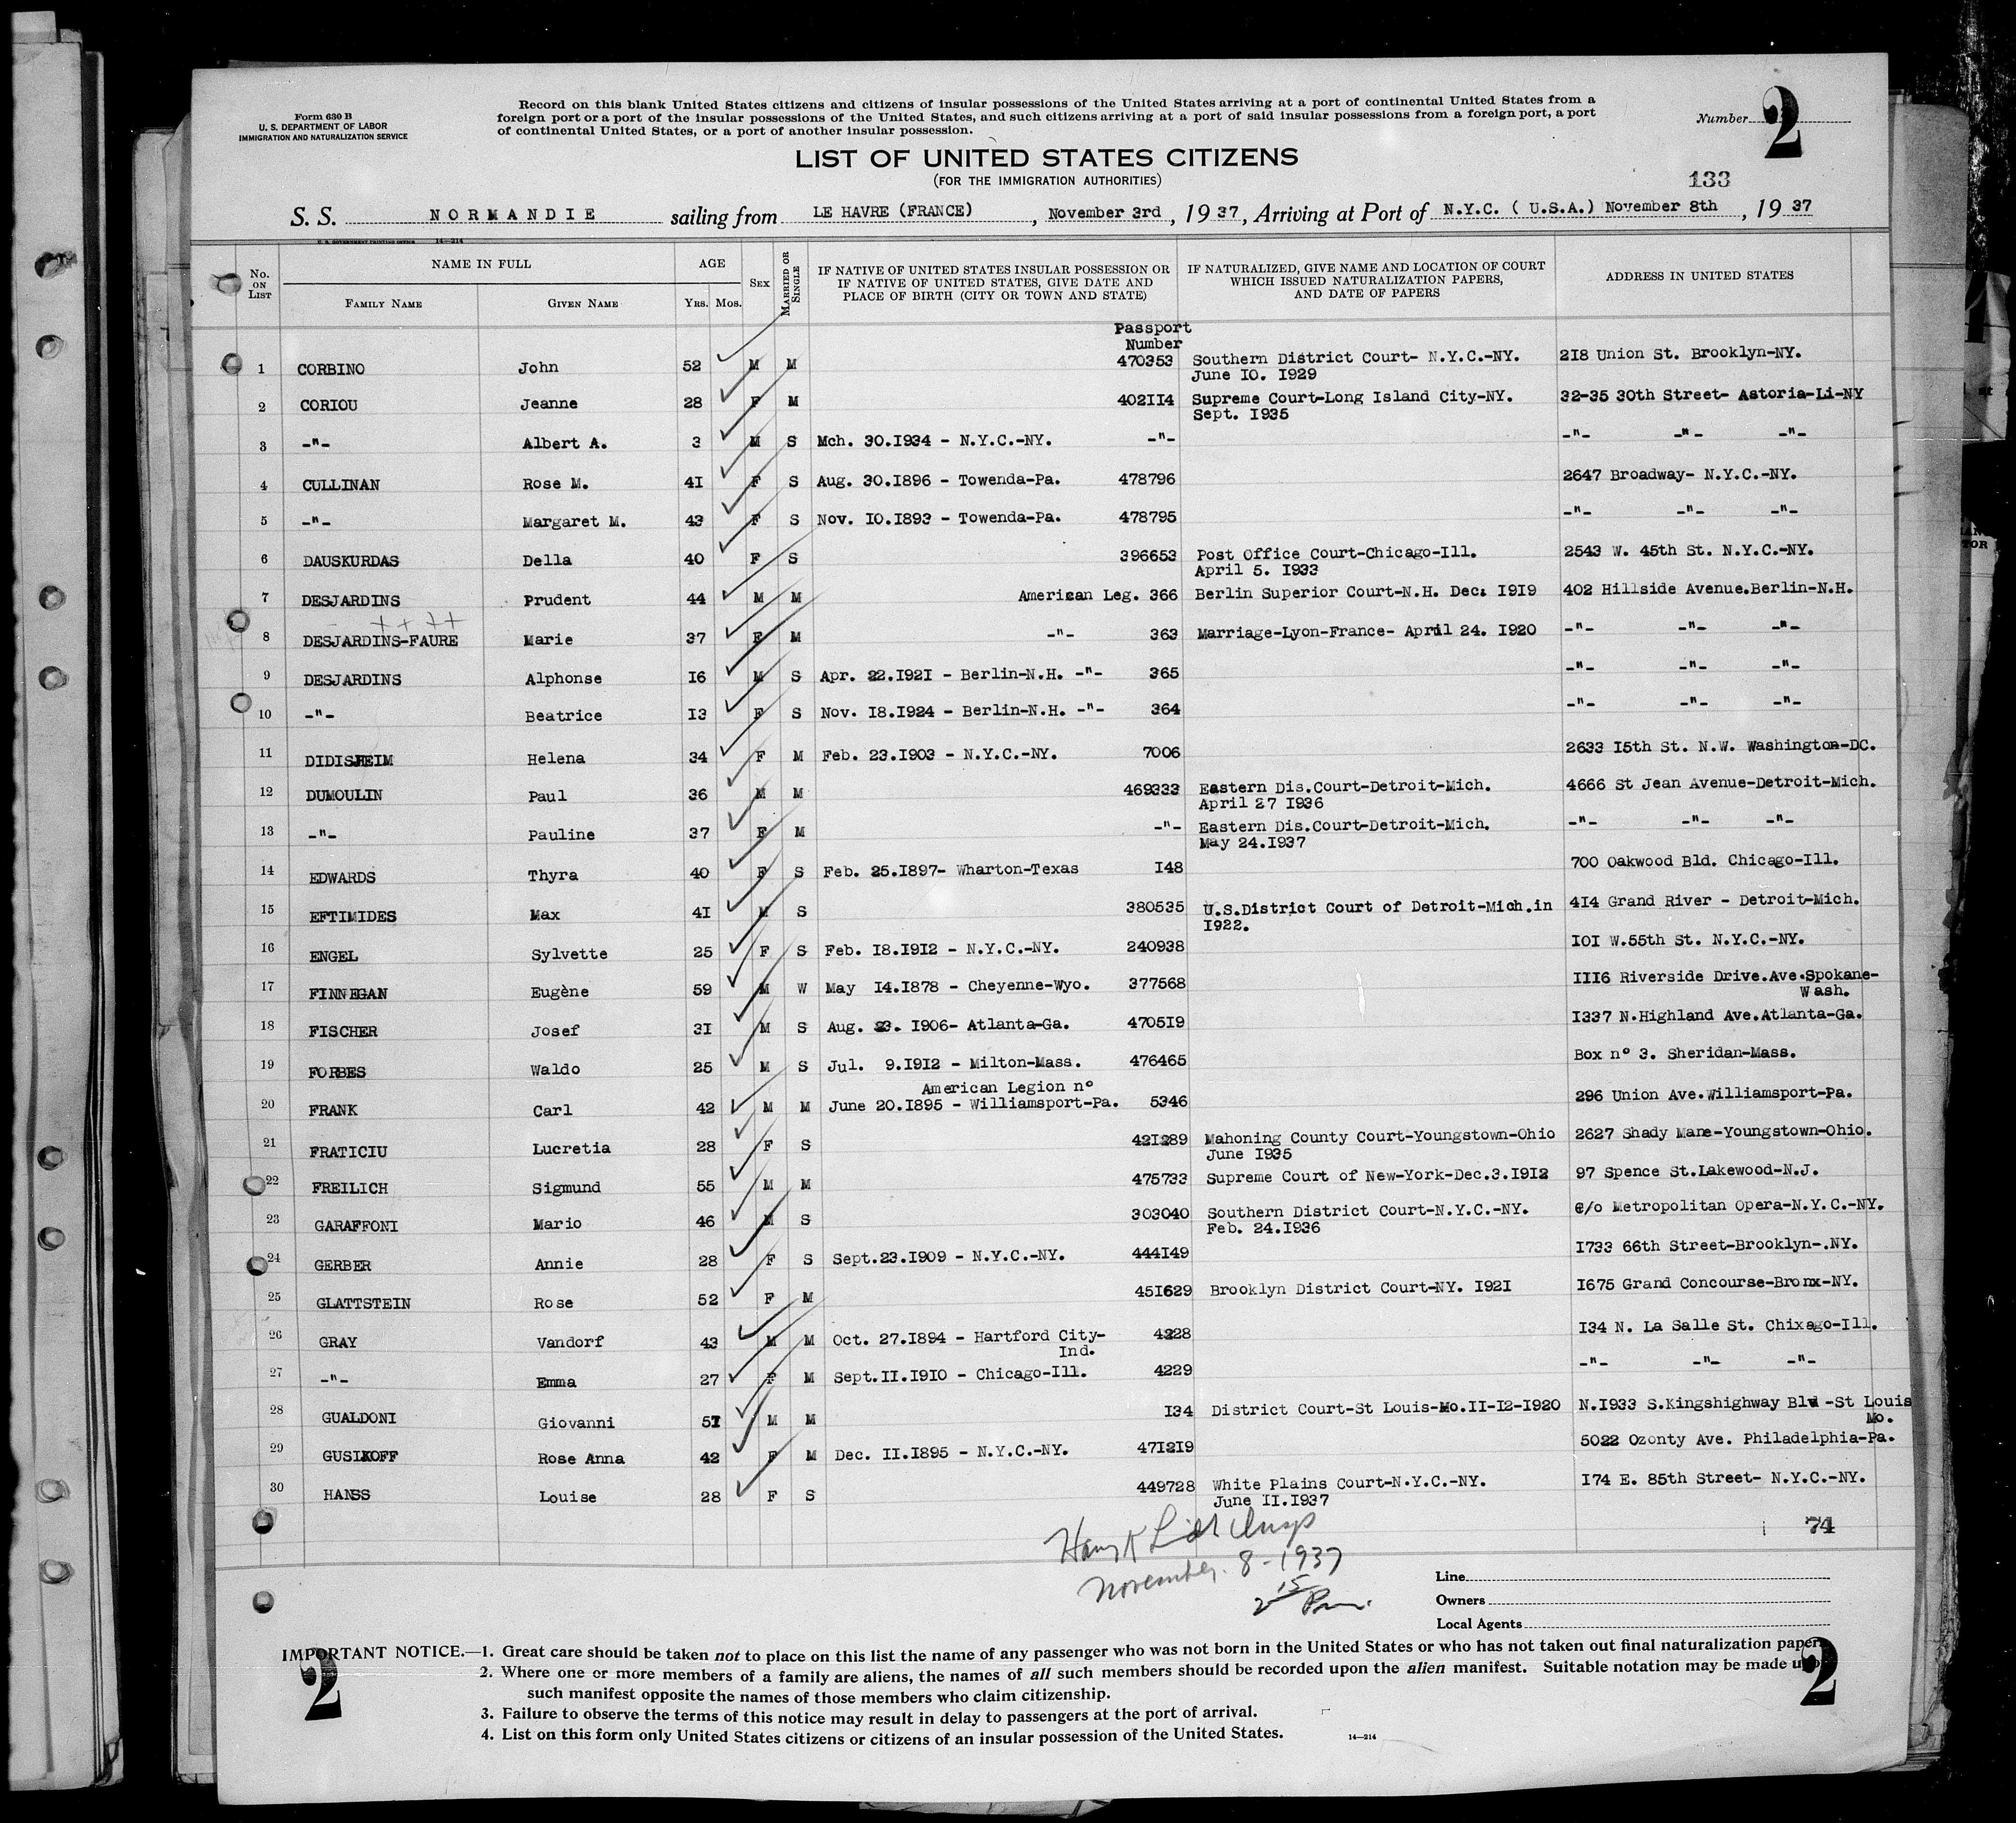 Form 630 B
U. S. DEPARTMENT OF LABOR
IMMIGRATION AND NATURALIZATION SERVICE
Record on this blank United States citizens and citizens of insular possessions of the United States arriving at a port of continental United States from a
foreign port or a port of the insular possessions of the United States, and such citizens arriving at a port of said insular possessions from a foreign port, a port
of continental United States, or a port of another insular possession.
Number 2
LIST OF UNITED STATES CITIZENS
(FOR THE IMMIGRATION AUTHORITIES)
133
S. S. NORMANDIE sailing from LE HAVRE (FRANCE), November 3rd, 1937, Arriving at Port of N.Y.C. ( U.S.A.) November 8th, 1937
U. S. GOVERNMENT PRINTING OFFICE 14—214
No. ON LIST NAME IN FULL FAMILY NAME GIVEN NAME AGE YRS. MOS. SEX MARRIED OR SINGLE IF NATIVE OF UNITED STATES INSULAR POSSESSION OR IF NATIVE OF UNITED STATES, GIVE DATE AND PLACE OF BIRTH (CITY OR TOWN AND STATE) IF NATURALIZED, GIVE NAME AND LOCATION OF COURT WHICH ISSUED NATURALIZATION PAPERS, AND DATE OF PAPERS ADDRESS IN UNITED STATES
Passport
Number
1 CORBINO John 52 M M 470353 Southern District Court- N.Y.C.-NY. 218 Union St. Brooklyn-NY.
June 10. 1929
2 CORIOU Jeanne 28 F M 402114 Supreme Court-Long Island City-NY. 32-35 30th Street- Astoria-Li-NY
Sept. 1935
3 -"- Albert A. 3 M S Mch. 30.1934 - N.Y.C.-NY. -"- -"- -"- -"-
4 CULLINAN Rose M. 41 F S Aug. 30.1896 - Towenda-Pa. 478796 2647 Broadway- N.Y.C.-NY.
5 -"- Margaret M. 43 F S Nov. 10.1893 - Towenda-Pa. 478795 -"- -"- -"-
6 DAUSKURDAS Della 40 F S 396653 Post Office Court-Chicago-Ill. 2543 W. 45th St. N.Y.C.-NY.
April 5. 1933
7 DESJARDINS Prudent 44 M M American Leg. 366 Berlin Superior Court-N.H. Dec. 1919 402 Hillside Avenue.Berlin-N.H.
8 DESJARDINS-FAURE Marie 37 F M -"- 363 Marriage-Lyon-France- April 24. 1920 -"- -"- -"-
9 DESJARDINS Alphonse 16 M S Apr. 22.1921 - Berlin-N.H. -"- 365 -"- -"- -"-
10 -"- Beatrice 13 F S Nov. 18.1924 - Berlin-N.H. -"- 364 -"- -"- -"-
11 DIDISHEIM Helena 34 F M Feb. 23.1903 - N.Y.C.-NY. 7006 2633 15th St. N.W. Washington-DC.
12 DUMOULIN Paul 36 M M 469333 Eastern Dis.Court-Detroit-Mich. 4666 St Jean Avenue-Detroit-Mich.
April 27 1936
13 -"- Pauline 37 F M -"- Eastern Dis.Court-Detroit-Mich. -"- -"- -"-
May 24.1937
14 EDWARDS Thyra 40 F S Feb. 25.1897- Wharton-Texas 148 700 Oakwood Bld. Chicago-Ill.
15 EFTIMIDES Max 41 M S 380535 U.S.District Court of Detroit-Mich.in 414 Grand River - Detroit-Mich.
1922.
16 ENGEL Sylvette 25 F S Feb. 18.1912 - N.Y.C.-NY. 240938 101 W.55th St. N.Y.C.-NY.
17 FINNEGAN Eugène 59 M W May 14.1878 - Cheyenne-Wyo. 377568 1116 Riverside Drive.Ave.Spokane-
Wash.
18 FISCHER Josef 31 M S Aug. 23. 1906- Atlanta-Ga. 470519 1337 N.Highland Ave.Atlanta-Ga.
19 FORBES Waldo 25 M S Jul. 9.1912 - Milton-Mass. 476465 Box nº 3. Sheridan-Mass.
American Legion nº
20 FRANK Carl 42 M M June 20.1895 - Williamsport-Pa. 5346 296 Union Ave.Williamsport-Pa.
21 FRATICIU Lucretia 28 F S 421289 Mahoning County Court-Youngstown-Ohio 2627 Shady Mane-Youngstown-Ohio.
June 1935
22 FREILICH Sigmund 55 M M 475733 Supreme Court of New-York-Dec.3.1912 97 Spence St.Lakewood-N.J.
23 GARAFFONI Mario 46 M S 303040 Southern District Court-N.Y.C.-NY. c/o Metropolitan Opera-N.Y.C.-NY.
Feb. 24.1936
24 GERBER Annie 28 F S Sept.23.1909 - N.Y.C.-NY. 444149 1733 66th Street-Brooklyn-.NY.
25 GLATTSTEIN Rose 52 F M 451629 Brooklyn District Court-NY. 1921 1675 Grand Concourse-Bronx-NY.
26 GRAY Vandorf 43 M M Oct. 27.1894 - Hartford City- 4228 134 N. La Salle St. Chixago-Ill.
Ind.
27 -"- Emma 27 F M Sept.11.1910 - Chicago-Ill. 4229 -"- -"- -"-
28 GUALDONI Giovanni 57 M M 134 District Court-St Louis-Mo.11-12-1920 N.1933 S.Kingshighway Blvd -St Louis
Mo.
29 GUSIKOFF Rose Anna 42 F M Dec. 11.1895 - N.Y.C.-NY. 471219 5022 Ozonty Ave. Philadelphia-Pa.
30 HANSS Louise 28 F S 449728 White Plains Court-N.Y.C.-NY. 174 E. 85th Street- N.Y.C.-NY.
June 11.1937
74
November. 8-1937
2 15 Pm.
Line
Owners
Local Agents
IMPORTANT NOTICE.—1. Great care should be taken not to place on this list the name of any passenger who was not born in the United States or who has not taken out final naturalization papers.
2. Where one or more members of a family are aliens, the names of all such members should be recorded upon the alien manifest. Suitable notation may be made upon
such manifest opposite the names of those members who claim citizenship.
3. Failure to observe the terms of this notice may result in delay to passengers at the port of arrival.
4. List on this form only United States citizens or citizens of an insular possession of the United States.
14—214
2 2